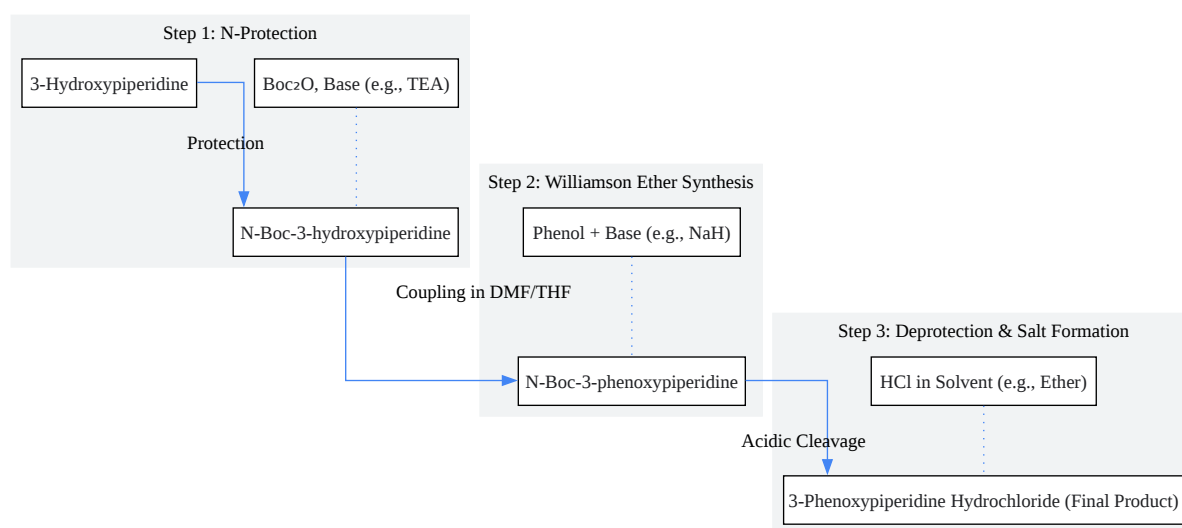 Step 1: N-Protection
3-Hydroxypiperidine
Boc₂O, Base (e.g., TEA)
Protection
N-Boc-3-hydroxypiperidine
Step 2: Williamson Ether Synthesis
Phenol + Base (e.g., NaH)
Coupling in DMF/THF
N-Boc-3-phenoxypiperidine
Step 3: Deprotection & Salt Formation
HCl in Solvent (e.g., Ether)
Acidic Cleavage
3-Phenoxypiperidine Hydrochloride (Final Product)